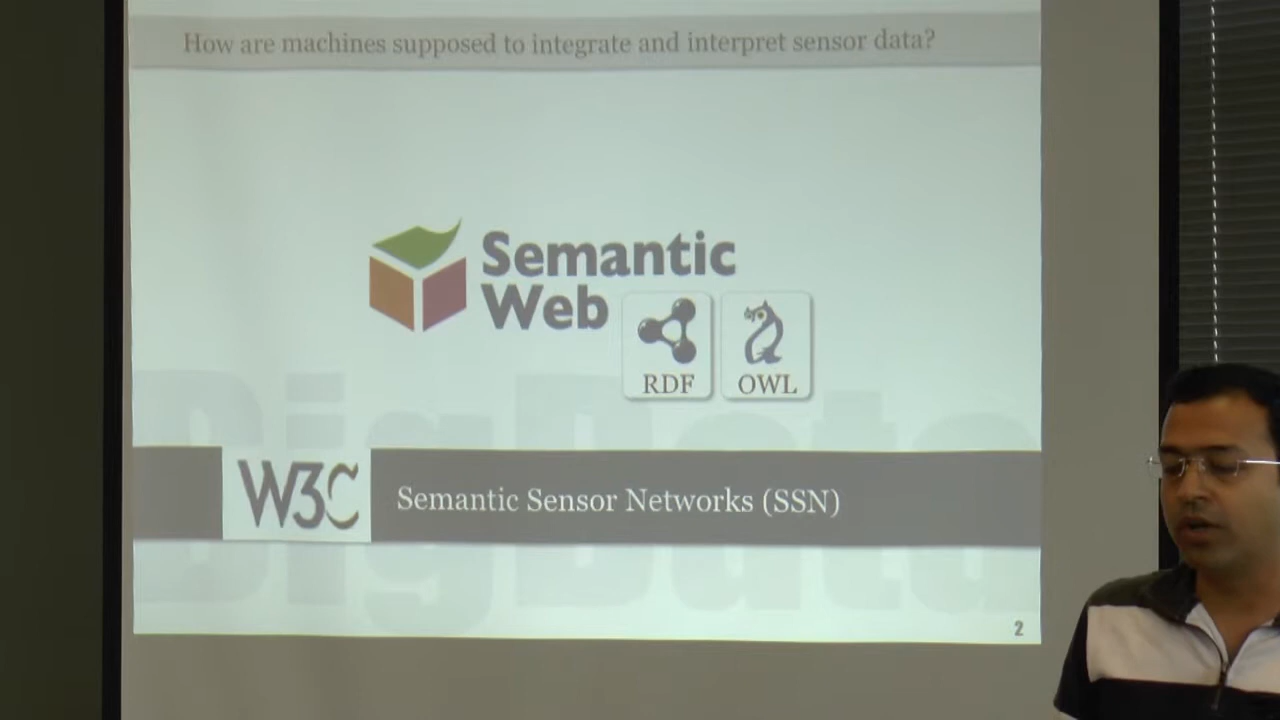 How are machines supposed to integrate and interpret sensor data?
Semantic
Web
RDF
OWL
BigData
W3C
Semantic Sensor Networks (SSN)
2